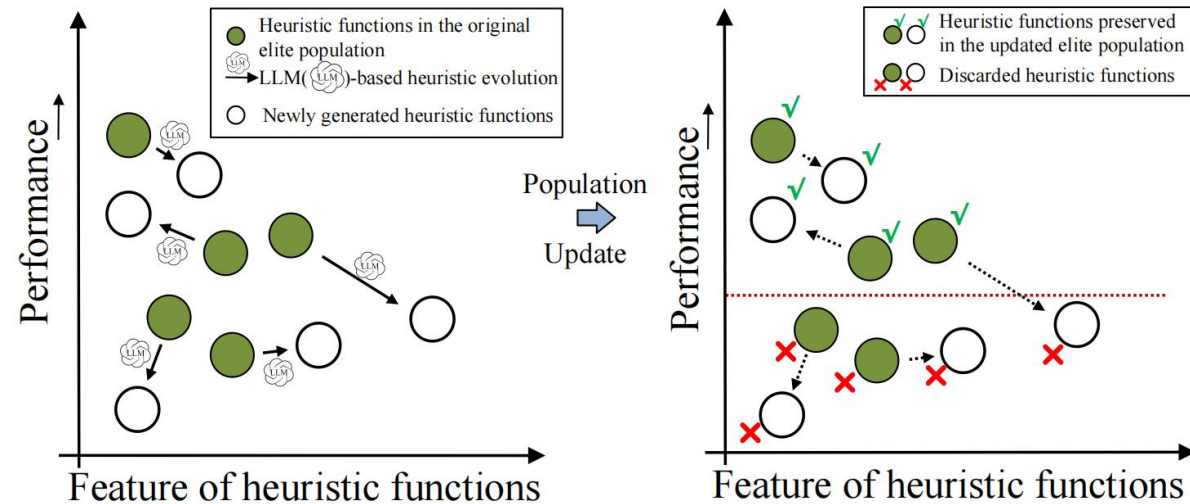 Heuristic functions in the original
elite population
LLM
LLM( LLM )-based heuristic evolution
Newly generated heuristic functions
LLM
LLM
LLM
LLM
LLM
Performance
Feature of heuristic functions
Population
Update
√ √
Heuristic functions preserved
in the updated elite population
Discarded heuristic functions
√
√
√
√
√
Performance
Feature of heuristic functions